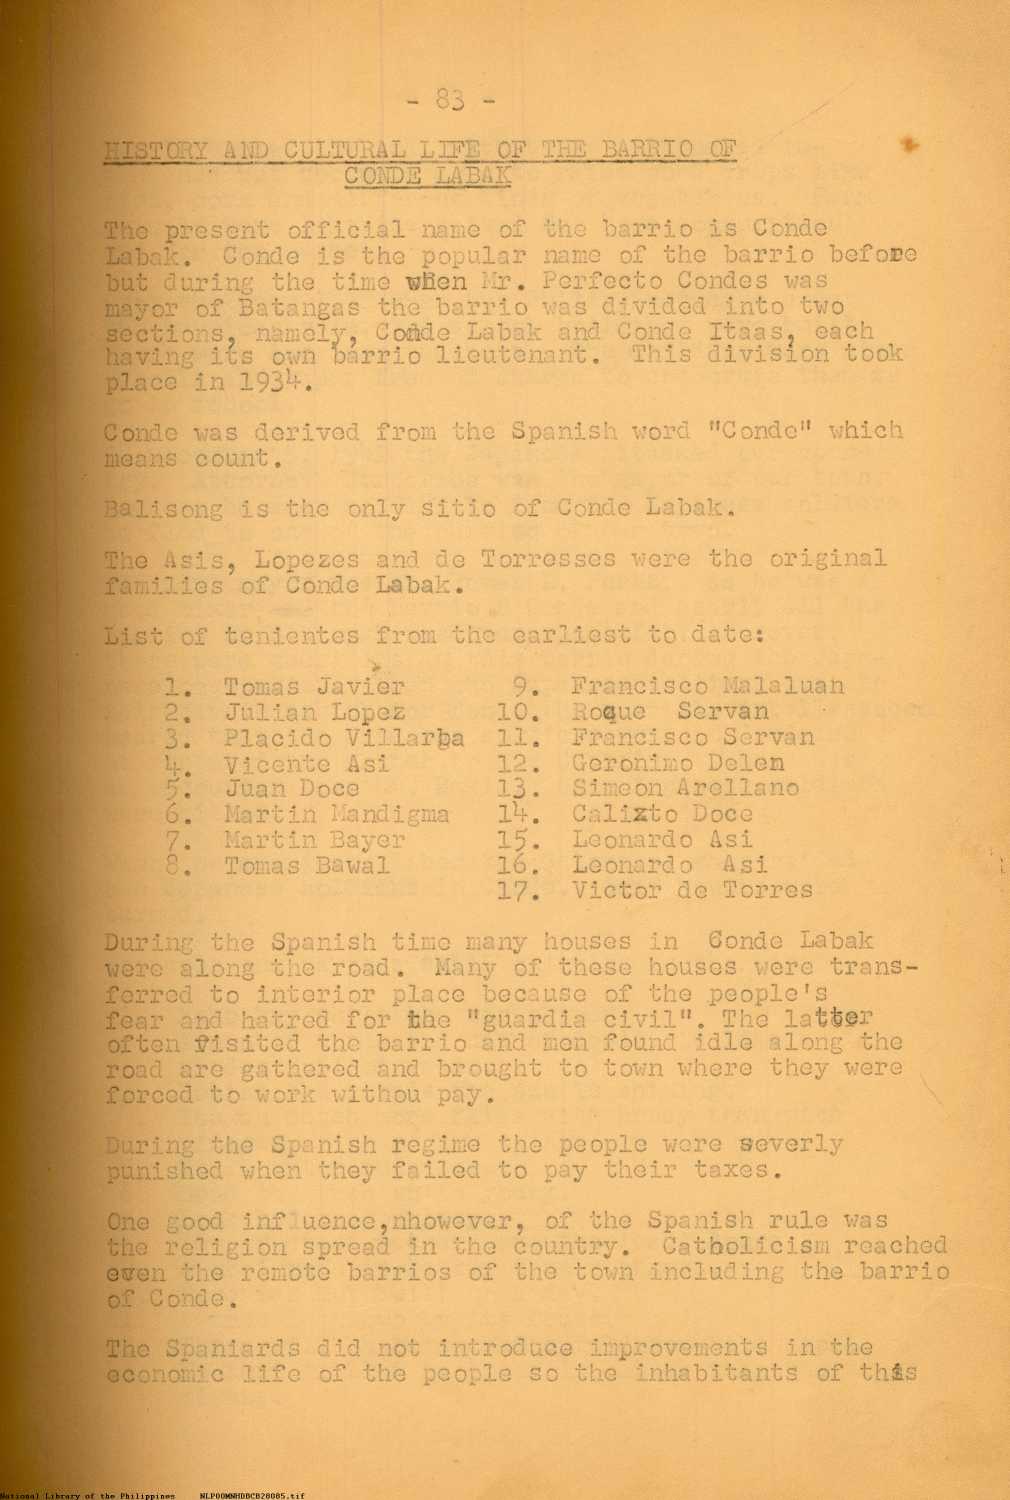 - 83 -
HISTORY AND CULTURAL LIFE OF THE BARRIO OF
CONDE LABAK
The present official name of the barrio is Conde
Labak. Conde is the popular name of the barrio before
but during the time when Mr. Perfecto Condes was
mayor of Batangas the barrio was divided into two
sections, namely, Conde Labak and Conde Itaas, each
having its own barrio lieutenant. This division took
place in 1934.
Conde was derived from the Spanish word "Conde" which
means count.
Balisong is the only sitio of Conde Labak.
The Asis, Lopezes and de Torresses were the original
families of Conde Labak.
List of tenientes from the earliest to date:
1. Tomas Javier
2. Julian Lopez
3. Placido Villarba
4. Vicente Asi
5. Juan Doce
6. Martin Mandigma
7. Martin Bayer
8. Tomas Bawal
9. Francisco Malaluan
10. Roque Servan
11. Francisco Servan
12. Geronimo Delen
13. Simeon Arellano
14. Calixto Doce
15. Leonardo Asi
16. Leonardo Asi
17. Victor de Torres
During the Spanish time many houses in Conde Labak
were along the road. Many of these houses were trans-
ferred to interior place because of the people's
fear and hatred for the "guardia civil". The latter
often visited the barrio and men found idle along the
road are gathered and brought to town where they were
forced to work withou pay.
During the Spanish regime the people were severly
punished when they failed to pay their taxes.
One good influence,nhowever, of the Spanish rule was
the religion spread in the country. Catholicism reached
even the remote barrios of the town including the barrio
of Conde.
The Spaniards did not introduce improvements in the
economic life of the people so the inhabitants of this
National Library of the Philippines NLPOOMNHDBCB28085.tif